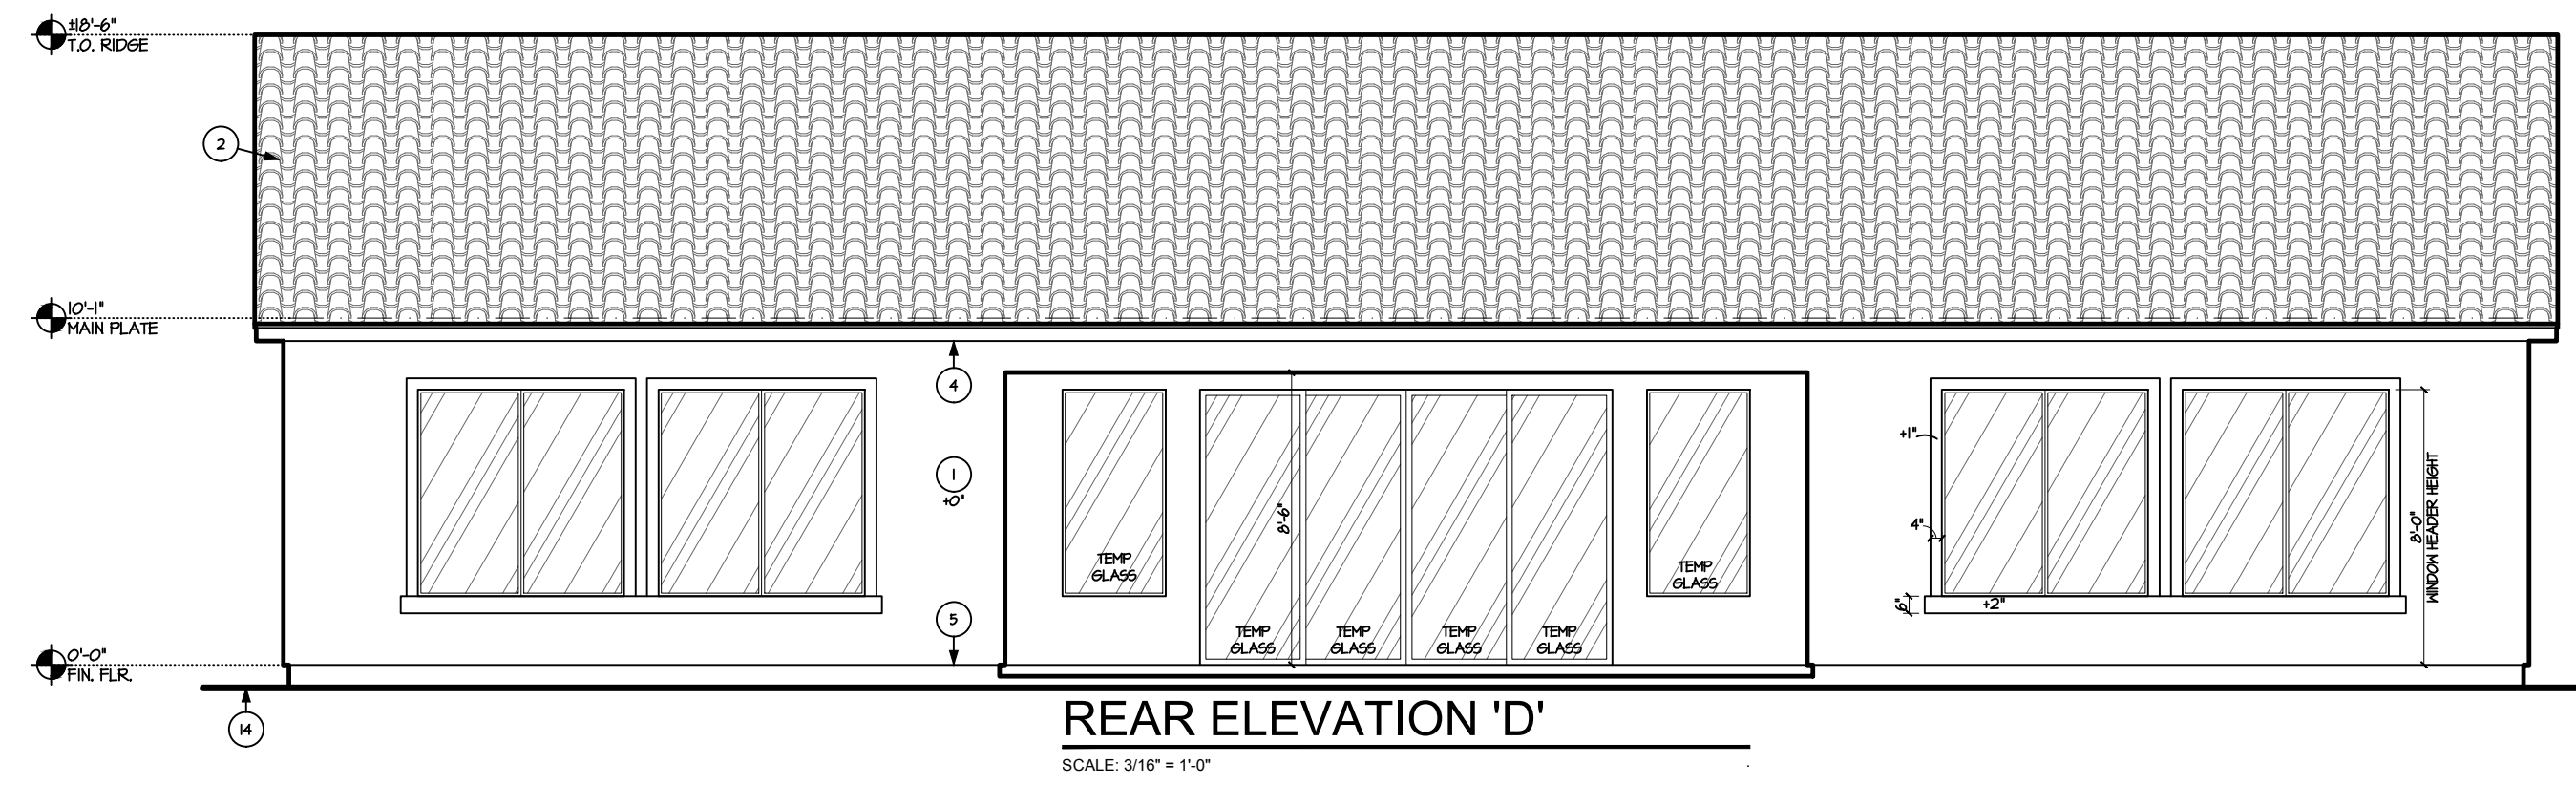 ±18'-6"
T.O. RIDGE
2
10'-1"
MAIN PLATE
4
1
+0"
5
TEMP
GLASS
8'-6"
TEMP
GLASS
TEMP
GLASS
TEMP
GLASS
TEMP
GLASS
TEMP
GLASS
+1"
4"
6"
+2"
8'-0"
WINDOW HEADER HEIGHT
0'-0"
FIN. FLR.
14
REAR ELEVATION 'D'
SCALE: 3/16" = 1'-0"